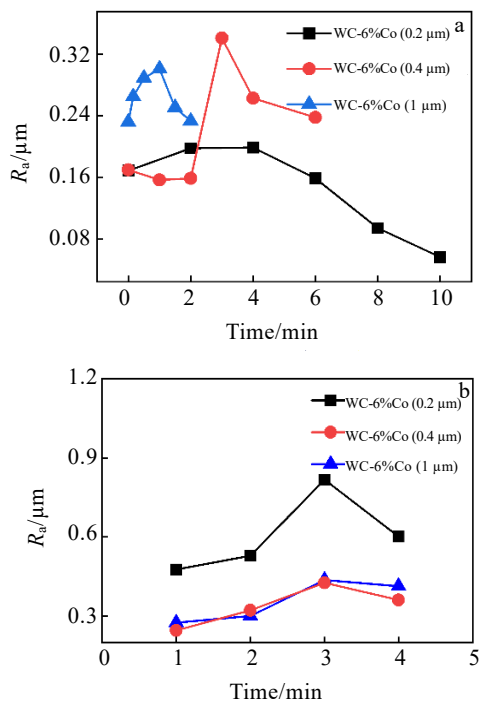 a
WC-6%Co (0.2 μm)
WC-6%Co (0.4 μm)
WC-6%Co (1 μm)
0.32
0.24
0.16
0.08
Ra/μm
0 2 4 6 8 10
Time/min
b
WC-6%Co (0.2 μm)
WC-6%Co (0.4 μm)
WC-6%Co (1 μm)
1.2
0.9
0.6
0.3
Ra/μm
0 1 2 3 4 5
Time/min